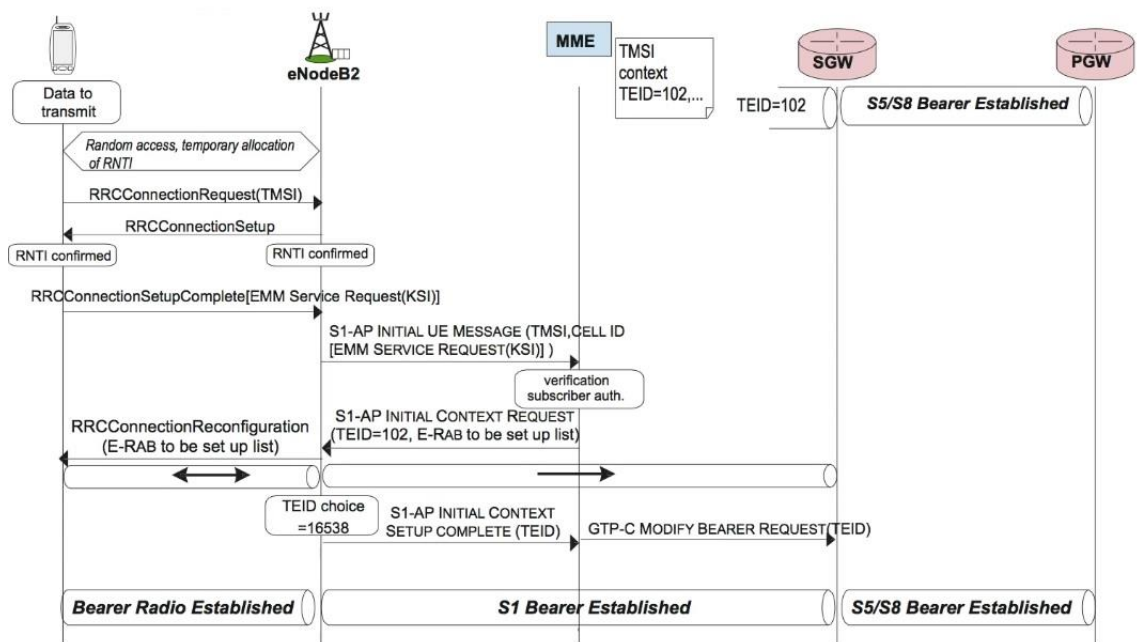 eNodeB2
MME
TMSI
context
TEID=102,...
SGW
PGW
Data to
transmit
TEID=102
S5/S8 Bearer Established
Random access, temporary allocation
of RNTI
RRCConnectionRequest(TMSI)
RRCConnectionSetup
RNTI confirmed
RNTI confirmed
RRCConnectionSetupComplete[EMM Service Request(KSI)]
S1-AP INITIAL UE MESSAGE (TMSI,CELL ID
[EMM SERVICE REQUEST(KSI)] )
verification
subscriber auth.
S1-AP INITIAL CONTEXT REQUEST
(TEID=102, E-RAB to be set up list)
RRCConnectionReconfiguration
(E-RAB to be set up list)
TEID choice
=16538
S1-AP INITIAL CONTEXT
SETUP COMPLETE (TEID)
GTP-C MODIFY BEARER REQUEST(TEID)
Bearer Radio Established
S1 Bearer Established
S5/S8 Bearer Established